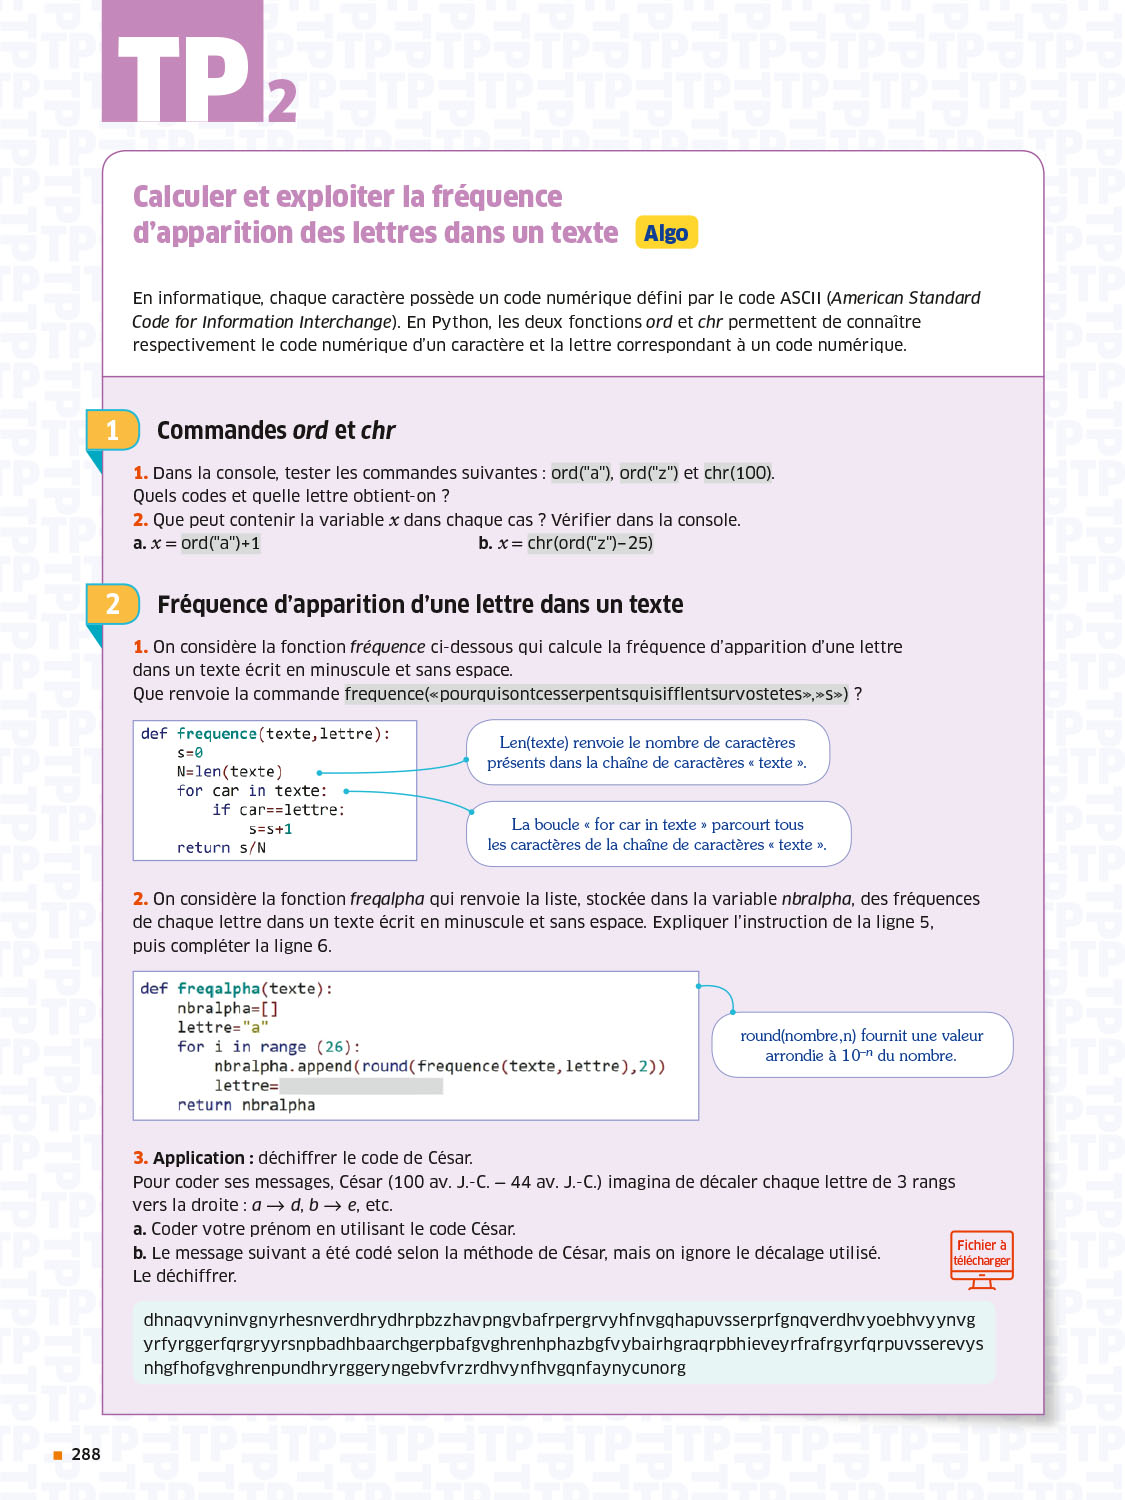 TP2
Calculer et exploiter la fréquence
d'apparition des lettres dans un texte Algo
En informatique, chaque caractère possède un code numérique défini par le code ASCII (American Standard
Code for Information Interchange). En Python, les deux fonctions ord et chr permettent de connaître
respectivement le code numérique d'un caractère et la lettre correspondant à un code numérique.
1 Commandes ord et chr
1. Dans la console, tester les commandes suivantes : ord("a"), ord("z") et chr(100).
Quels codes et quelle lettre obtient-on ?
2. Que peut contenir la variable x dans chaque cas ? Vérifier dans la console.
a. x = ord("a")+1 b. x = chr(ord("z")–25)
2 Fréquence d'apparition d'une lettre dans un texte
1. On considère la fonction fréquence ci-dessous qui calcule la fréquence d'apparition d'une lettre
dans un texte écrit en minuscule et sans espace.
Que renvoie la commande frequence(«pourquisontcesserpentsquisifflentsurvostetes»,»s») ?
def frequence(texte,lettre):
s=0
N=len(texte)
for car in texte:
if car==lettre:
s=s+1
return s/N
Len(texte) renvoie le nombre de caractères
présents dans la chaîne de caractères « texte ».
La boucle « for car in texte » parcourt tous
les caractères de la chaîne de caractères « texte ».
2. On considère la fonction freqalpha qui renvoie la liste, stockée dans la variable nbralpha, des fréquences
de chaque lettre dans un texte écrit en minuscule et sans espace. Expliquer l'instruction de la ligne 5,
puis compléter la ligne 6.
def freqalpha(texte):
nbralpha=[]
lettre="a"
for i in range (26):
nbralpha.append(round(frequence(texte,lettre),2))
lettre=
return nbralpha
round(nombre,n) fournit une valeur
arrondie à 10⁻ⁿ du nombre.
3. Application : déchiffrer le code de César.
Pour coder ses messages, César (100 av. J.-C. – 44 av. J.-C.) imagina de décaler chaque lettre de 3 rangs
vers la droite : a → d, b → e, etc.
a. Coder votre prénom en utilisant le code César.
b. Le message suivant a été codé selon la méthode de César, mais on ignore le décalage utilisé.
Le déchiffrer.
Fichier à
télécharger
dhnaqvyninvgnyrhesnverdhrydhrpbzzhavpngvbafrpergrvyhfnvgqhapuvsserprfgnqverdhvyoebhvyynvg
yrfyrggerfqrgryyrsnpbadhbaarchgerpbafgvghrenhphazbgfvybairhgraqrpbhieveyrfrafrgyrfqrpuvsserevys
nhgfhofgvghrenpundhryrggeryngebvfvrzrdhvynfhvgqnfaynycunorg
288